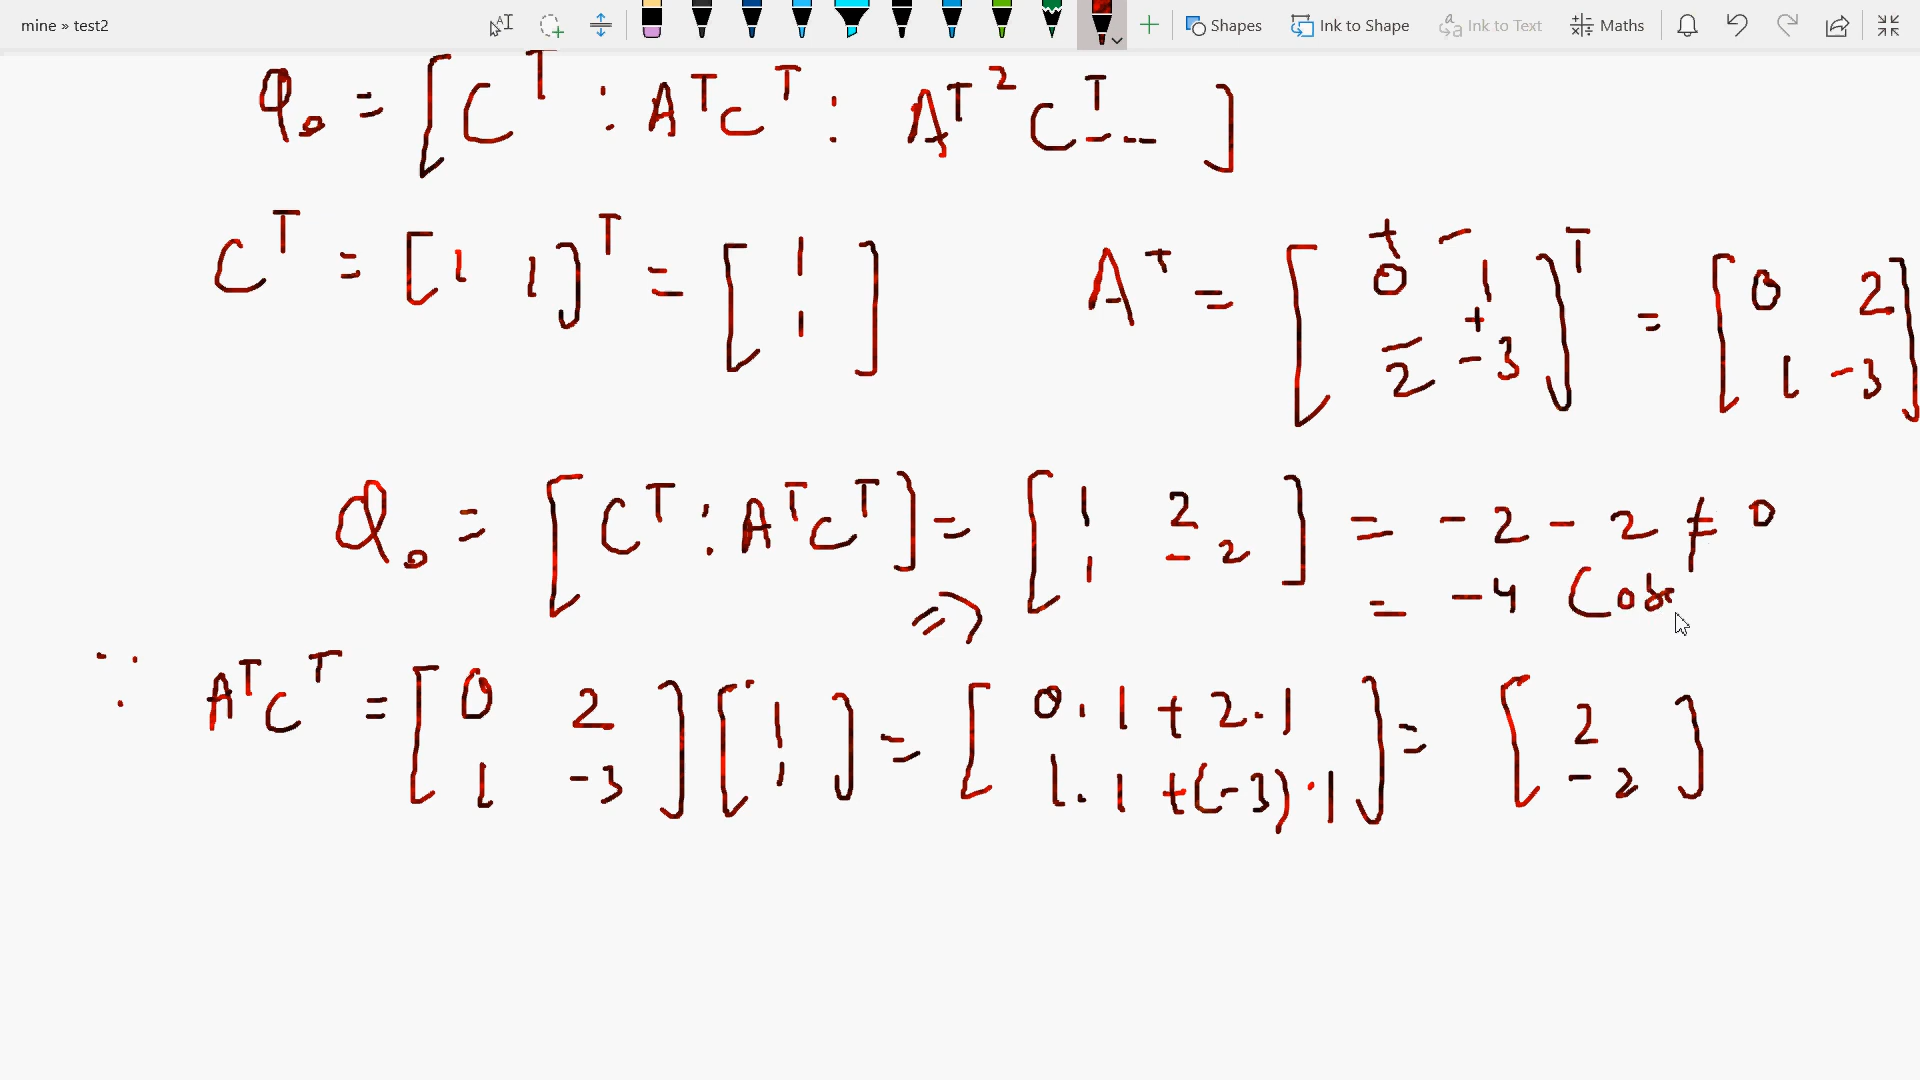 mine » test2 Shapes Ink to Shape Ink to Text Maths
Q₀ = [ Cᵀ : AᵀCᵀ : Aᵀ²Cᵀ --- ]
Cᵀ = [1 1]ᵀ = [1; 1] Aᵀ = [0 1; 2 -3]ᵀ = [0 2; 1 -3]
Q₀ = [Cᵀ : AᵀCᵀ] = [1 2; 1 -2] = -2 - 2 ≠ 0
⇒ = -4
∵ AᵀCᵀ = [0 2; 1 -3] [1; 1] = [0.1 + 2.1; 1.1 + (-3).1] = [2; -2]